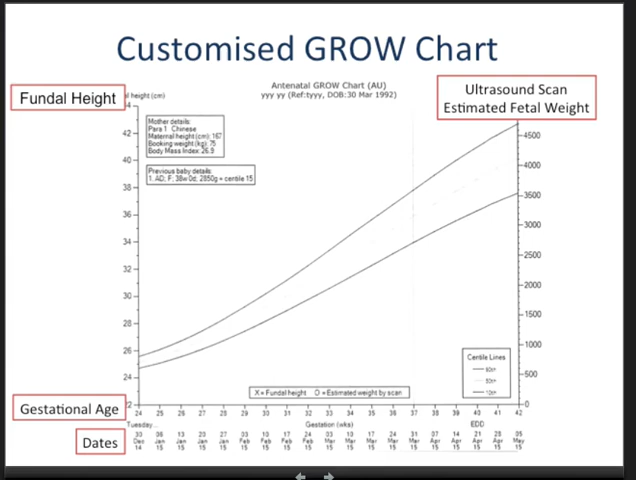 Customised GROW Chart
Antenatal GROW Chart (AU)
yyy yy (Ref:tyyy, DOB:30 Mar 1992)
Fundal Height
height (cm)
Ultrasound Scan
Estimated Fetal Weight
Mother details:
Para 1 Chinese
Maternal height (cm): 167
Booking weight (kg): 75
Body Mass Index: 26.9
Previous baby details:
1. AD; F; 38w 0d, 2850g = centile 15
44
42
40
38
36
34
32
30
28
26
24
4500
4000
3500
3000
2500
2000
1500
1000
500
0
Centile Lines
90th
50th
10th
X = Fundal height O = Estimated weight by scan
Gestational Age
24 25 26 27 28 29 30 31 32 33 34 35 36 37 38 39 40 41 42
Tuesday... Gestation (wks) EDD
Dates
30 06 13 20 27 03 10 17 24 03 10 17 24 31 07 14 21 28 05
Dec Jan Jan Jan Jan Feb Feb Feb Feb Mar Mar Mar Mar Mar Apr Apr Apr Apr May
14 15 15 15 15 15 15 15 15 15 15 15 15 15 15 15 15 15 15